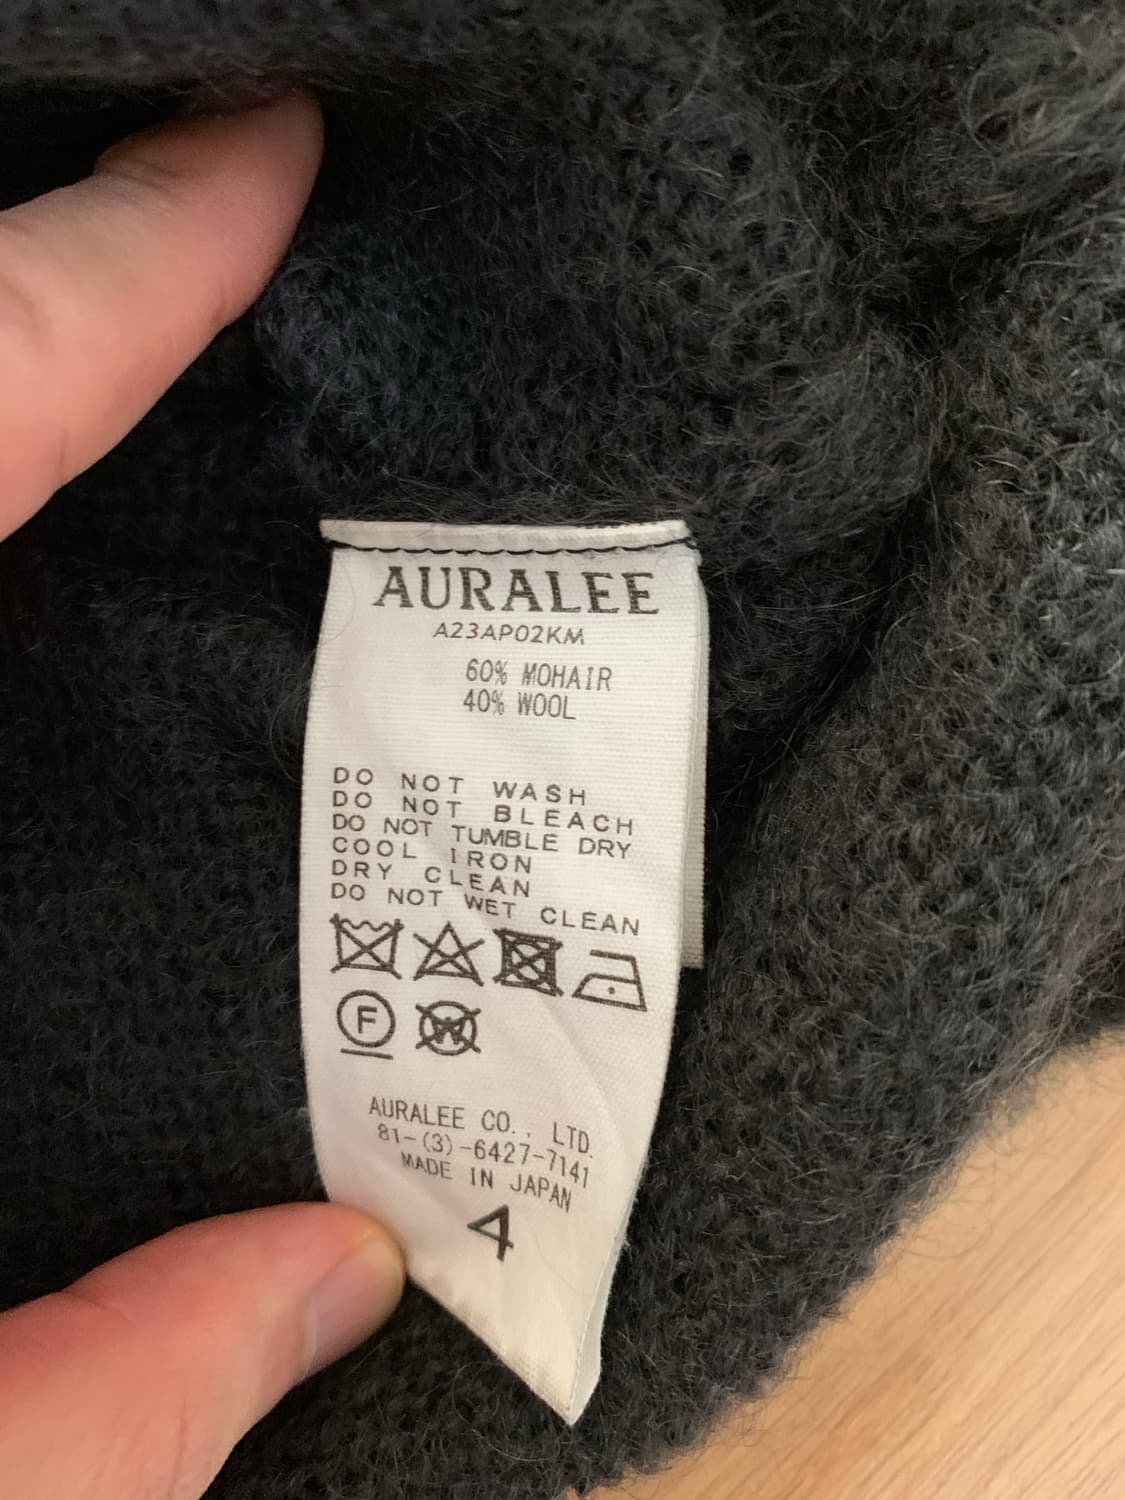 AURALEE
A23AP02KM
60% MOHAIR
40% WOOL
DO NOT WASH
DO NOT BLEACH
DO NOT TUMBLE DRY
COOL IRON
DRY CLEAN
DO NOT WET CLEAN
F W
AURALEE CO., LTD.
81-(3)-6427-7141
MADE IN JAPAN
4